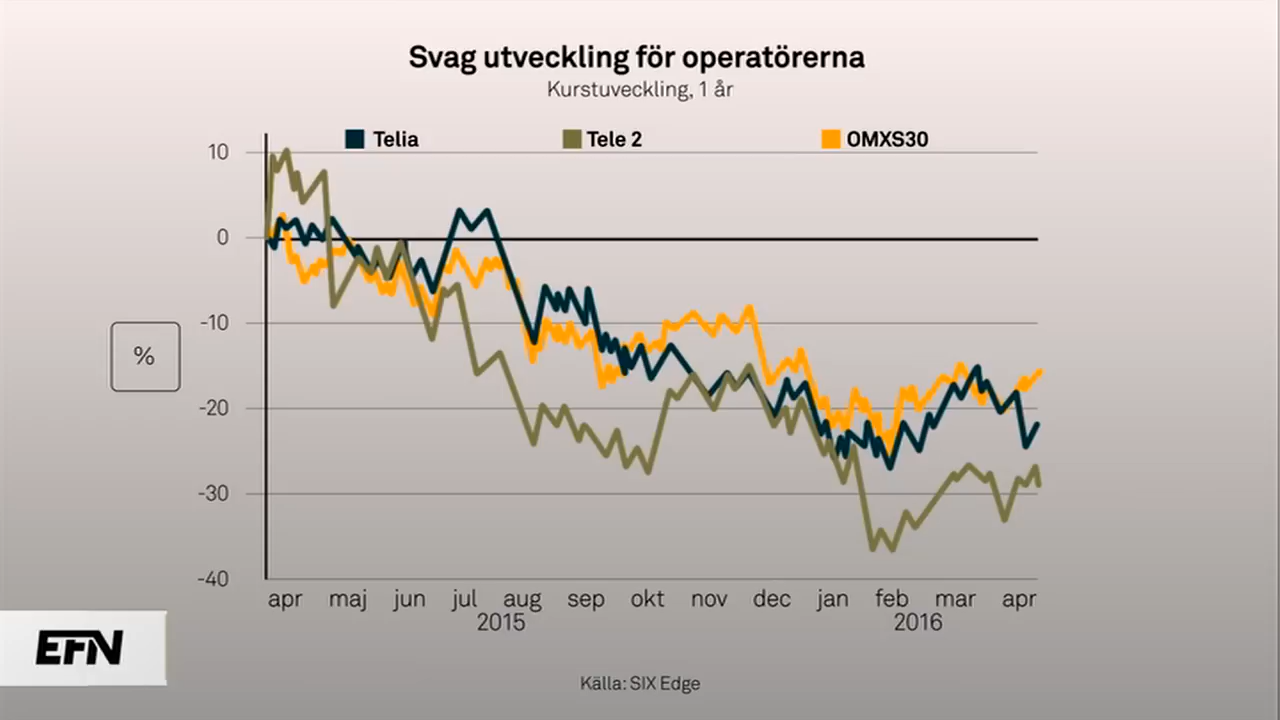 Svag utveckling för operatörerna
Kurstuveckling, 1 år
Telia Tele 2 OMXS30
10
0
-10
%
-20
-30
-40
apr maj jun jul aug sep okt nov dec jan feb mar apr
2015 2016
EFN
Källa: SIX Edge